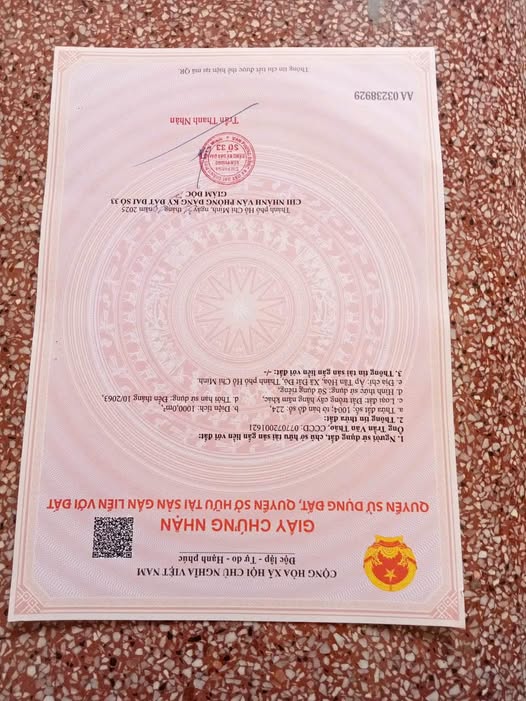 CỘNG HÒA XÃ HỘI CHỦ NGHĨA VIỆT NAM
Độc lập - Tự do - Hạnh phúc
GIẤY CHỨNG NHẬN
QUYỀN SỬ DỤNG ĐẤT, QUYỀN SỞ HỮU TÀI SẢN GẮN LIỀN VỚI ĐẤT
1. Người sử dụng đất, chủ sở hữu tài sản gắn liền với đất:
Ông Trần Văn Thảo, CCCD: 077072001621
2. Thông tin thửa đất:
a. Thửa đất số: 1004; tờ bản đồ số: 224, b. Diện tích: 1000,0m²
c. Loại đất: Đất trồng cây hằng năm khác, d. Thời hạn sử dụng: Đến tháng 10/2063,
đ. Hình thức sử dụng: Sử dụng riêng,
e. Địa chỉ: Ấp Tân Hòa, Xã Đất Đỏ, Thành phố Hồ Chí Minh.
3. Thông tin tài sản gắn liền với đất: -/-
Thành phố Hồ Chí Minh, ngày tháng năm 2025
CHI NHÁNH VĂN PHÒNG ĐĂNG KÝ ĐẤT ĐAI SỐ 33
GIÁM ĐỐC
SỐ 33
Trần Thanh Nhân
AA 03238929
Thông tin chi tiết được thể hiện tại mã QR.